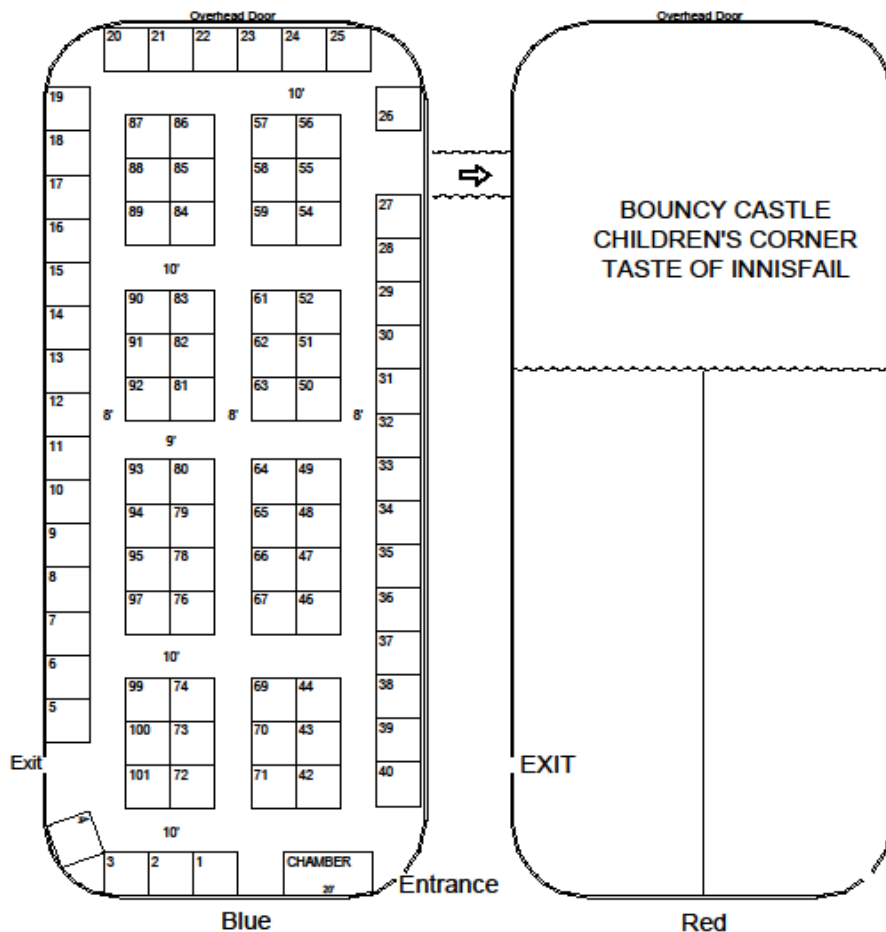 Overhead Door
Overhead Door
20 21 22 23 24 25
19
10'
26
87 86 57 56
18
88 85 58 55
17
27
89 84 59 54
16
BOUNCY CASTLE
CHILDREN'S CORNER
TASTE OF INNISFAIL
28
15
10'
29
90 83 61 52
14
30
91 82 62 51
13
31
92 81 63 50
12
8' 8' 8'
32
11
9'
33
93 80 64 49
10
34
94 79 65 48
9
35
95 78 66 47
8
36
97 76 67 46
7
37
6
10'
38
99 74 69 44
5
39
100 73 70 43
Exit
40
EXIT
101 72 71 42
10'
3 2 1
CHAMBER
20'
Entrance
Blue
Red